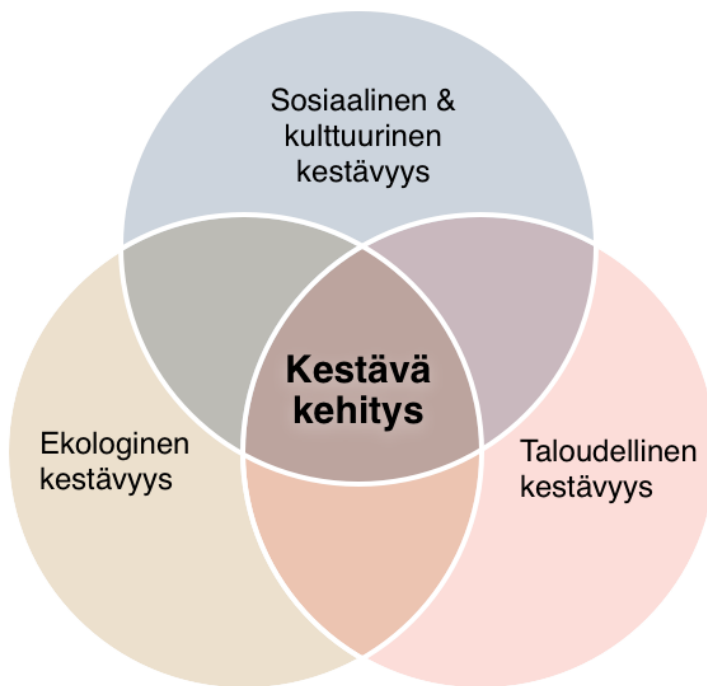 Sosiaalinen &
kulttuurinen
kestävyys
Kestävä
kehitys
Ekologinen
kestävyys
Taloudellinen
kestävyys